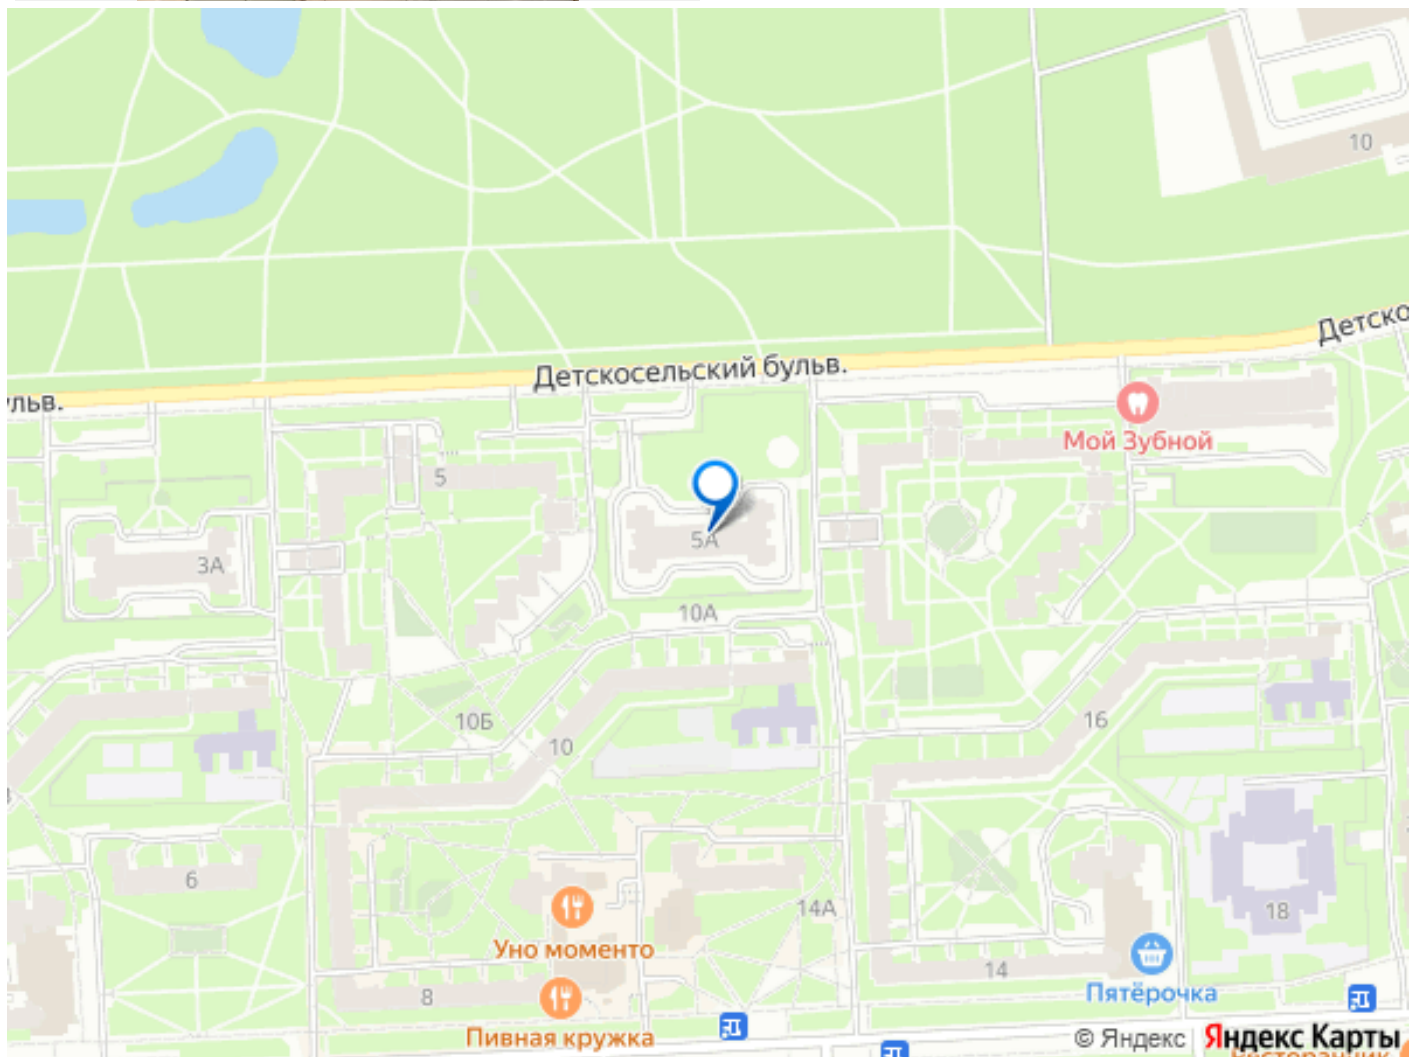 10
Детско
Детскосельский бульв.
ульв.
Мой Зубной
5
5А
3А
10А
10Б
10
16
6
14А
18
Уно моменто
8
14
Пятёрочка
Пивная кружка
© Яндекс
Яндекс Карты